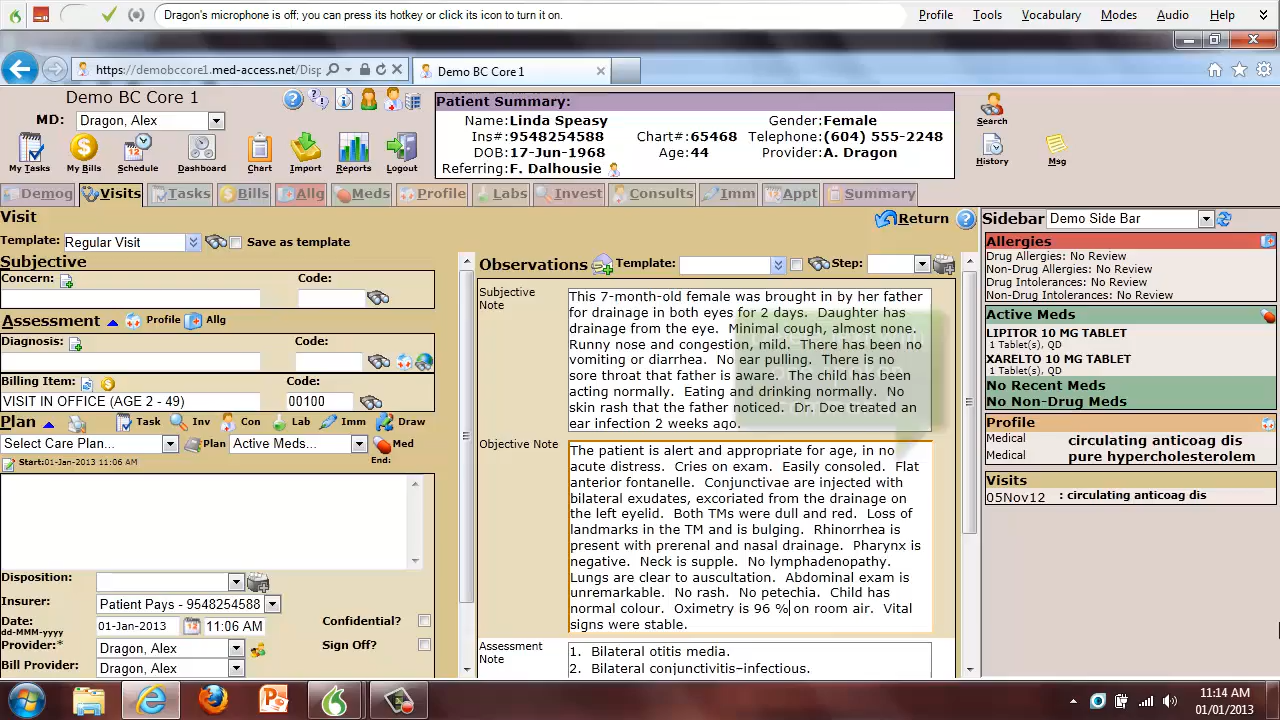 Dragon's microphone is off; you can press its hotkey or click its icon to turn it on.
Profile Tools Vocabulary Modes Audio Help
https://demobccore1.med-access.net/Disp
Demo BC Core 1
Demo BC Core 1
MD: Dragon, Alex
My Tasks My Bills Schedule Dashboard Chart Import Reports Logout
Patient Summary:
Name: Linda Speasy Gender: Female
Ins#: 9548254588 Chart#: 65468 Telephone: (604) 555-2248
DOB: 17-Jun-1968 Age: 44 Provider: A. Dragon
Referring: F. Dalhousie
Search
History Msg
Demog Visits Tasks Bills Allg Meds Profile Labs Invest Consults Imm Appt Summary
Visit
Return
Template: Regular Visit Save as template
Subjective
Concern: Code:
Assessment Profile Allg
Diagnosis: Code:
Billing Item: Code:
VISIT IN OFFICE (AGE 2 - 49) 00100
Plan Task Inv Con Lab Imm Draw
Select Care Plan... Plan Active Meds... Med
Start:01-Jan-2013 11:06 AM End:
Disposition:
Insurer: Patient Pays - 9548254588
Date: 01-Jan-2013 11:06 AM Confidential?
dd-MMM-yyyy
Provider:* Dragon, Alex Sign Off?
Bill Provider: Dragon, Alex
Observations Template: Step:
Subjective Note
This 7-month-old female was brought in by her father
for drainage in both eyes for 2 days. Daughter has
drainage from the eye. Minimal cough, almost none.
Runny nose and congestion, mild. There has been no
vomiting or diarrhea. No ear pulling. There is no
sore throat that father is aware. The child has been
acting normally. Eating and drinking normally. No
skin rash that the father noticed. Dr. Doe treated an
ear infection 2 weeks ago.
Objective Note
The patient is alert and appropriate for age, in no
acute distress. Cries on exam. Easily consoled. Flat
anterior fontanelle. Conjunctivae are injected with
bilateral exudates, excoriated from the drainage on
the left eyelid. Both TMs were dull and red. Loss of
landmarks in the TM and is bulging. Rhinorrhea is
present with prerenal and nasal drainage. Pharynx is
negative. Neck is supple. No lymphadenopathy.
Lungs are clear to auscultation. Abdominal exam is
unremarkable. No rash. No petechia. Child has
normal colour. Oximetry is 96 % on room air. Vital
signs were stable.
Assessment Note
1. Bilateral otitis media.
2. Bilateral conjunctivitis–infectious.
Sidebar Demo Side Bar
Allergies
Drug Allergies: No Review
Non-Drug Allergies: No Review
Drug Intolerances: No Review
Non-Drug Intolerances: No Review
Active Meds
LIPITOR 10 MG TABLET
1 Tablet(s), QD
XARELTO 10 MG TABLET
1 Tablet(s), QD
No Recent Meds
No Non-Drug Meds
Profile
Medical circulating anticoag dis
Medical pure hypercholesterolem
Visits
05Nov12 : circulating anticoag dis
11:14 AM
01/01/2013